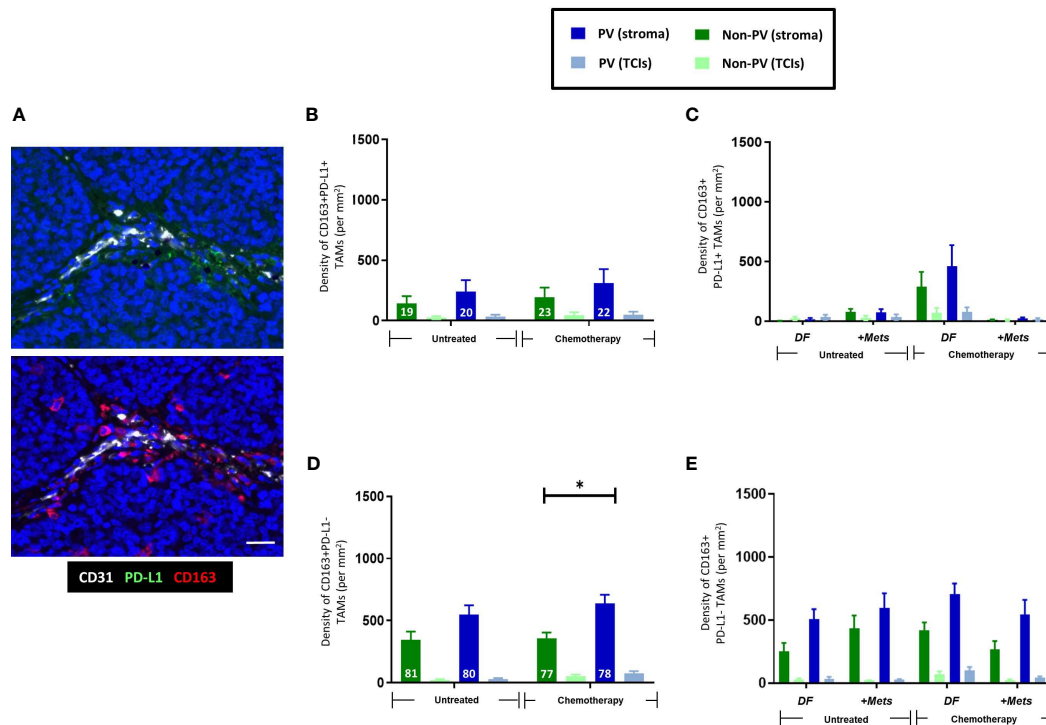 PV (stroma) Non-PV (stroma)
PV (TCIs) Non-PV (TCIs)
A
CD31 PD-L1 CD163
B
Density of CD163+PD-L1+
TAMs (per mm²)
1500
1000
500
0
19 20 23 22
Untreated Chemotherapy
C
Density of CD163+
PD-L1+ TAMs (per mm²)
1500
1000
500
0
DF +Mets DF +Mets
Untreated Chemotherapy
D
Density of CD163+PD-L1-
TAMs (per mm²)
1500
1000
500
0
*
81 80 77 78
Untreated Chemotherapy
E
Density of CD163+
PD-L1- TAMs (per mm²)
1500
1000
500
0
DF +Mets DF +Mets
Untreated Chemotherapy